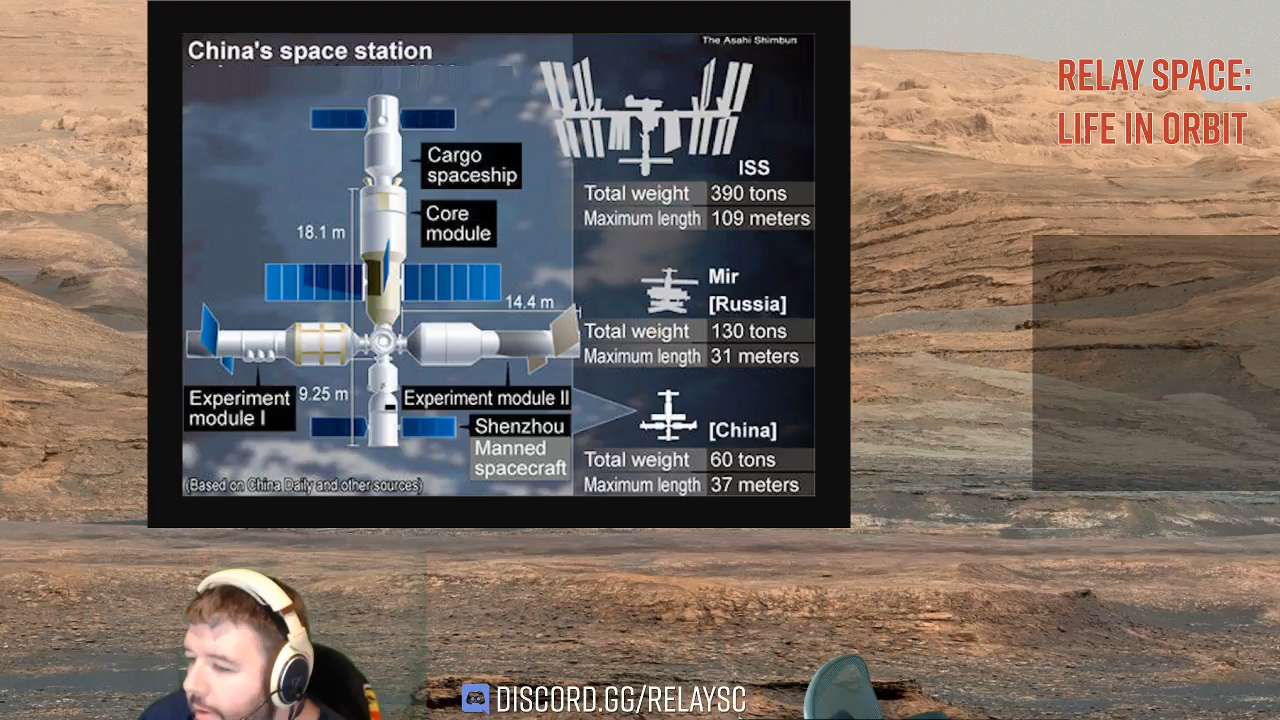 China's space station
The Asahi Shimbun
Cargo
spaceship
Core
module
18.1 m
14.4 m
Experiment
module I
9.25 m
Experiment module II
Shenzhou
Manned
spacecraft
(Based on China Daily and other sources)
ISS
Total weight 390 tons
Maximum length 109 meters
Mir
[Russia]
Total weight 130 tons
Maximum length 31 meters
[China]
Total weight 60 tons
Maximum length 37 meters
RELAY SPACE:
LIFE IN ORBIT
DISCORD.GG/RELAYSC